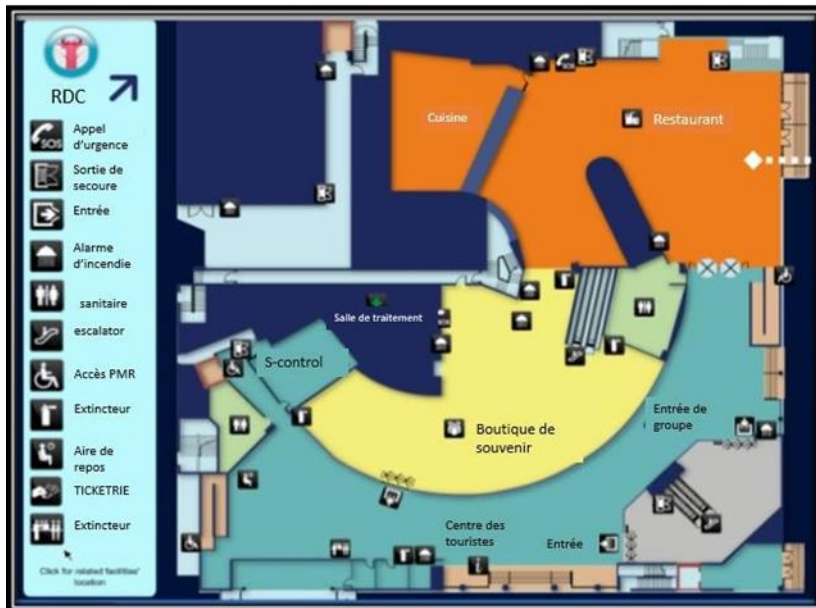 RDC
Appel
d'urgence
SOS
Sortie de
secoure
Entrée
Alarme
d'incendie
sanitaire
escalator
Accès PMR
Extincteur
Aire de
repos
TICKETRIE
Extincteur
Click for related facilities'
location
Cuisine
SOS
Restaurant
Salle de traitement
S-control
Boutique de
souvenir
Entrée de
groupe
Centre des
touristes
Entrée